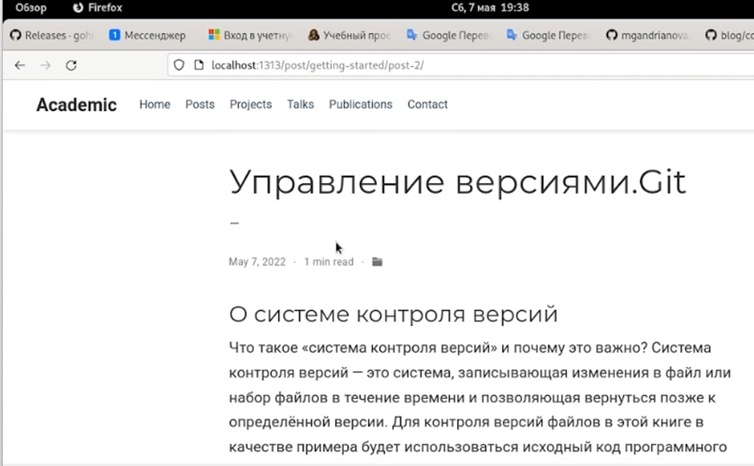 Обзор Firefox Сб, 7 мая 19:38
Releases · goh Мессенджер Вход в учетну Учебный прос Google Перев Google Перев mgandrianova blog/co
localhost:1313/post/getting-started/post-2/
Academic Home Posts Projects Talks Publications Contact
Управление версиями.Git
–
May 7, 2022 · 1 min read ·
О системе контроля версий
Что такое «система контроля версий» и почему это важно? Система
контроля версий — это система, записывающая изменения в файл или
набор файлов в течение времени и позволяющая вернуться позже к
определённой версии. Для контроля версий файлов в этой книге в
качестве примера будет использоваться исходный код программного